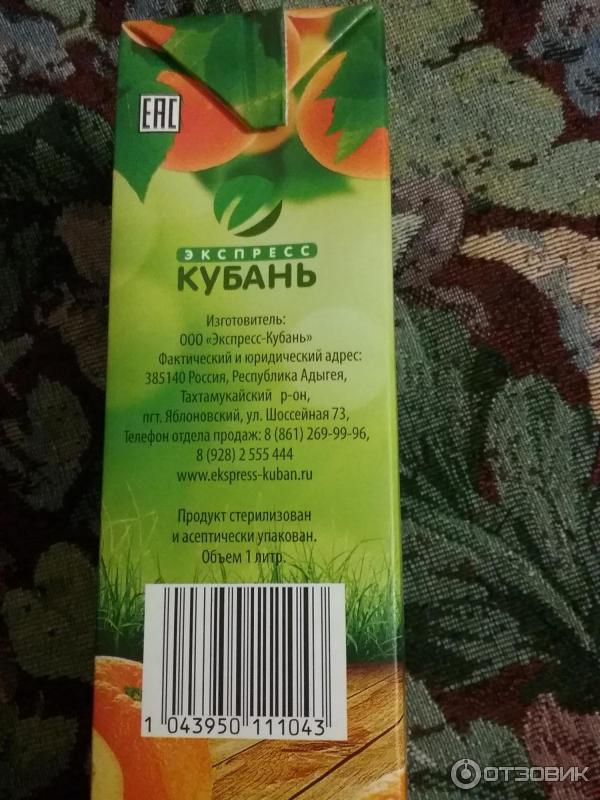 EAC
ЭКСПРЕСС
КУБАНЬ
Изготовитель:
ООО «Экспресс-Кубань»
Фактический и юридический адрес:
385140 Россия, Республика Адыгея,
Тахтамукайский р-он,
пгт. Яблоновский, ул. Шоссейная 73,
Телефон отдела продаж: 8 (861) 269-99-96,
8 (928) 2 555 444
www.ekspress-kuban.ru
Продукт стерилизован
и асептически упакован.
Объем 1 литр.
1 043950 111043
ОТЗОВИК